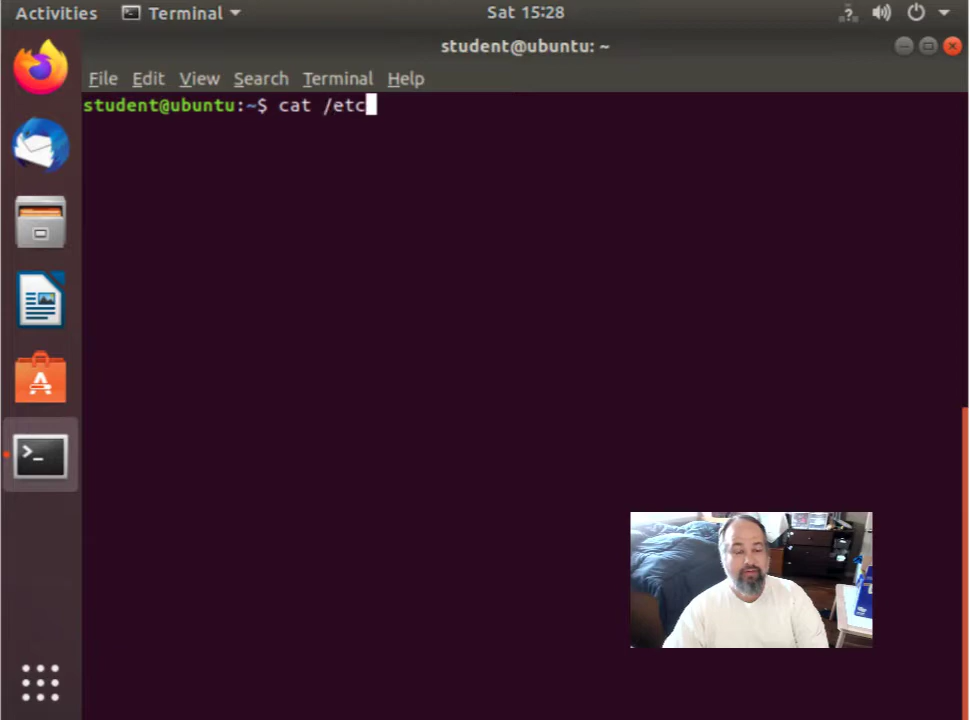 Activities Terminal Sat 15:28
student@ubuntu: ~
File Edit View Search Terminal Help
student@ubuntu:~$ cat /etc